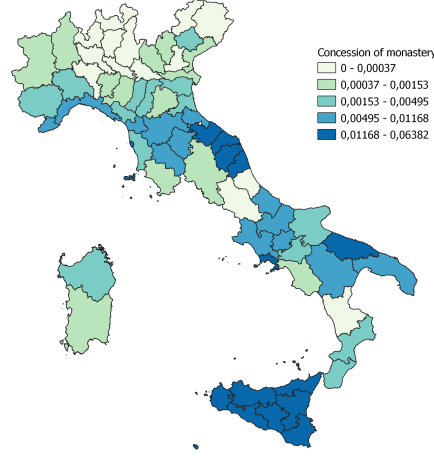 Concession of monastery
0 - 0,00037
0,00037 - 0,00153
0,00153 - 0,00495
0,00495 - 0,01168
0,01168 - 0,06382